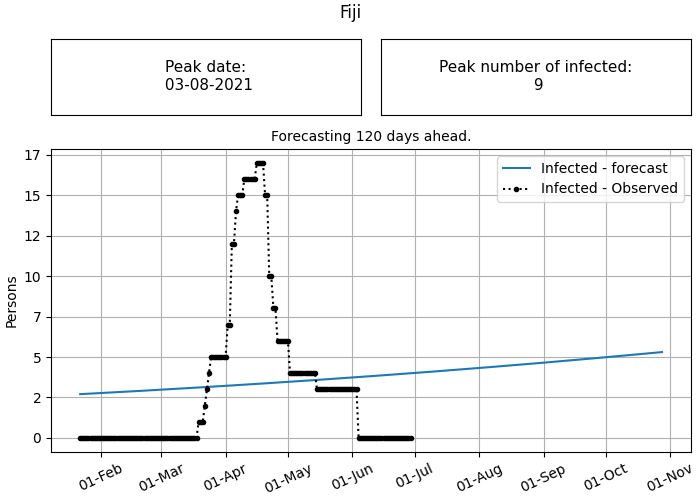 Fiji
Peak date:
03-08-2021
Peak number of infected:
9
Forecasting 120 days ahead.
Infected - forecast
Infected - Observed
Persons
17
15
12
10
7
5
2
0
01-Feb
01-Mar
01-Apr
01-May
01-Jun
01-Jul
01-Aug
01-Sep
01-Oct
01-Nov